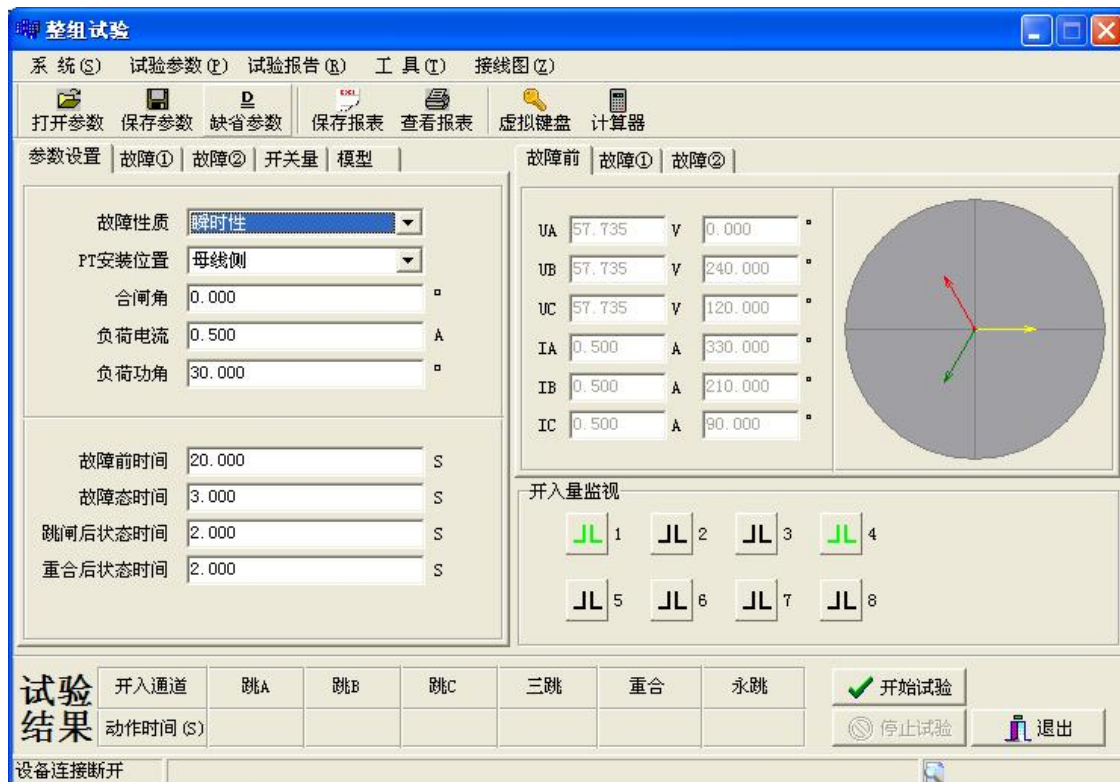 整组试验
系 统(S) 试验参数(P) 试验报告(R) 工 具(T) 接线图(Z)
打开参数 保存参数 D 缺省参数 保存报表 查看报表 虚拟键盘 计算器
参数设置 故障① 故障② 开关量 模型
故障性质 瞬时性
PT安装位置 母线侧
合闸角 0.000 °
负荷电流 0.500 A
负荷功角 30.000 °
故障前时间 20.000 S
故障态时间 3.000 S
跳闸后状态时间 2.000 S
重合后状态时间 2.000 S
故障前 故障① 故障②
UA 57.735 V 0.000 °
UB 57.735 V 240.000 °
UC 57.735 V 120.000 °
IA 0.500 A 330.000 °
IB 0.500 A 210.000 °
IC 0.500 A 90.000 °
开入量监视
1 2 3 4
5 6 7 8
试验结果
开入通道 跳A 跳B 跳C 三跳 重合 永跳
动作时间(S)
开始试验
停止试验 退出
设备连接断开